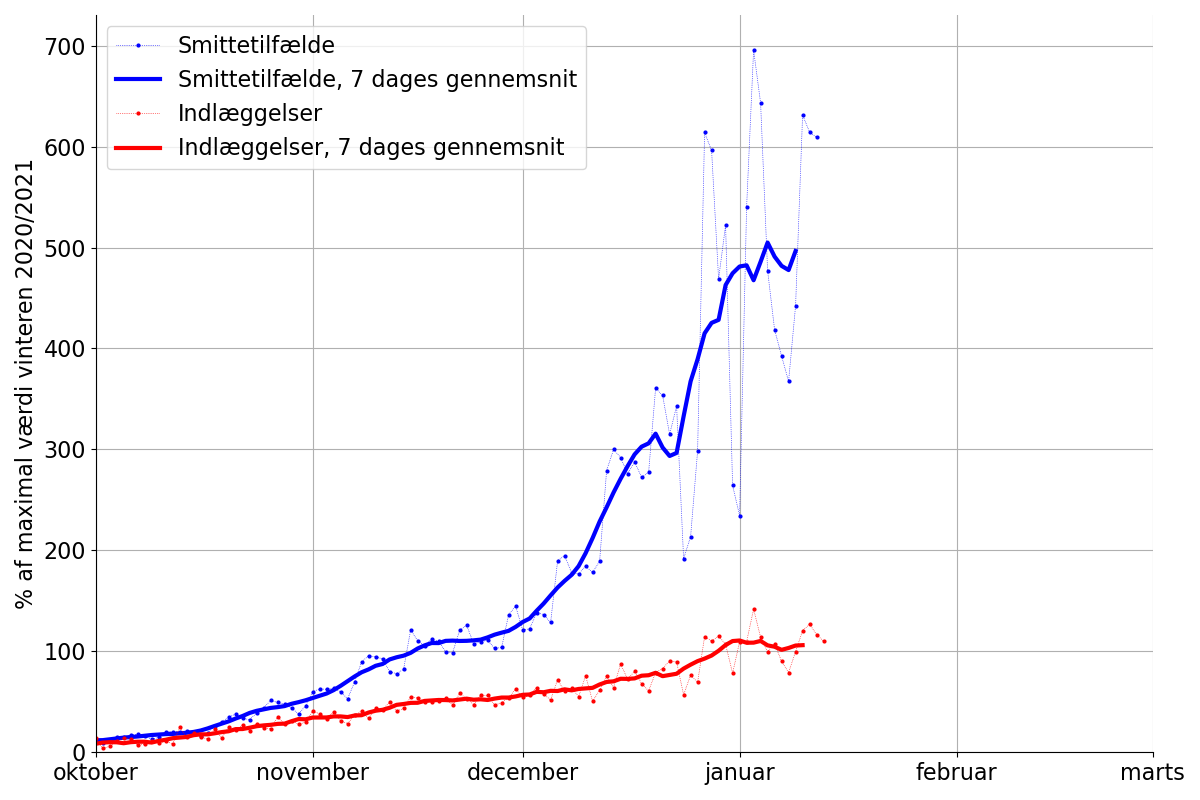 Smittetilfælde
Smittetilfælde, 7 dages gennemsnit
Indlæggelser
Indlæggelser, 7 dages gennemsnit
% af maximal værdi vinteren 2020/2021
700
600
500
400
300
200
100
0
oktober november december januar februar marts